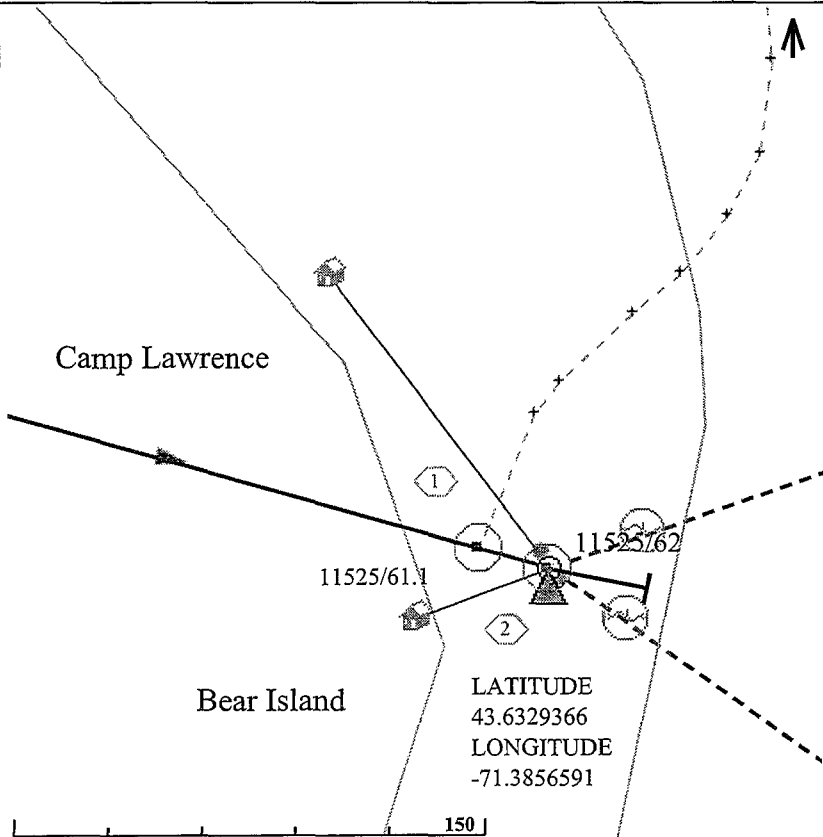 Camp Lawrence
1
11525/62
11525/61.1
2
Bear Island
LATITUDE
43.6329366
LONGITUDE
-71.3856591
150